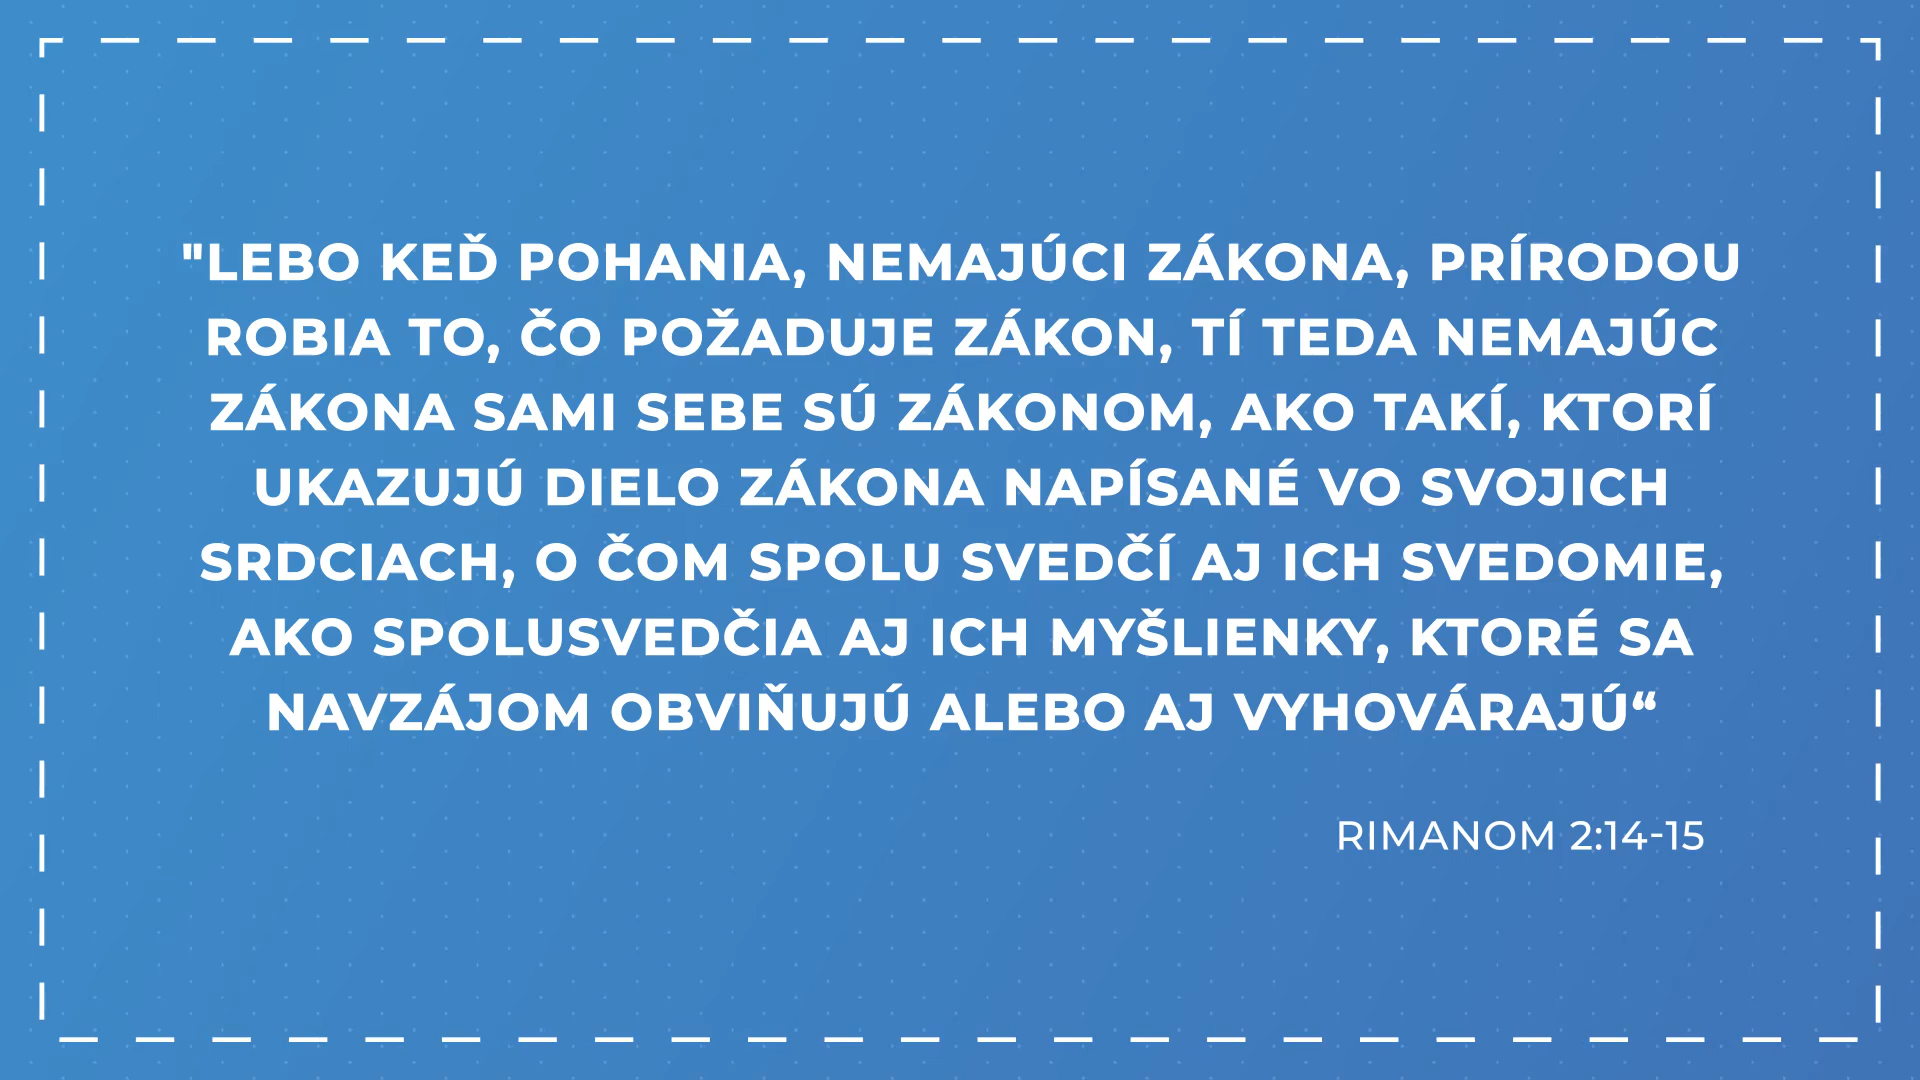 "LEBO KEĎ POHANIA, NEMAJÚCI ZÁKONA, PRÍRODOU
ROBIA TO, ČO POŽADUJE ZÁKON, TÍ TEDA NEMAJÚC
ZÁKONA SAMI SEBE SÚ ZÁKONOM, AKO TAKÍ, KTORÍ
UKAZUJÚ DIELO ZÁKONA NAPÍSANÉ VO SVOJICH
SRDCIACH, O ČOM SPOLU SVEDČÍ AJ ICH SVEDOMIE,
AKO SPOLUSVEDČIA AJ ICH MYŠLIENKY, KTORÉ SA
NAVZÁJOM OBVIŇUJÚ ALEBO AJ VYHOVÁRAJÚ“
RIMANOM 2:14-15